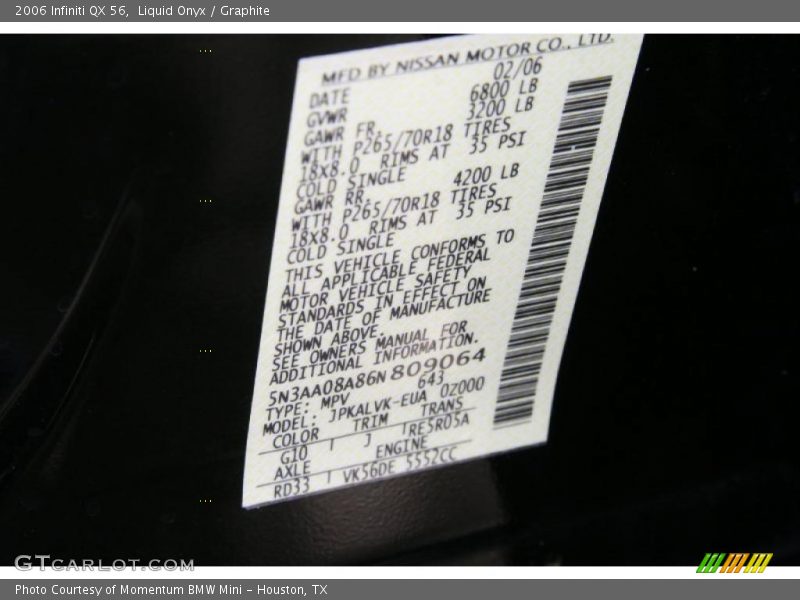 2006 Infiniti QX 56,  Liquid Onyx / Graphite
MFD BY NISSAN MOTOR CO., LTD.
DATE 02/06
GVWR 6800 LB
GAWR FR. 3200 LB
WITH P265/70R18 TIRES
18X8.0 RIMS AT 35 PSI
COLD SINGLE
GAWR RR. 4200 LB
WITH P265/70R18 TIRES
18X8.0 RIMS AT 35 PSI
COLD SINGLE
THIS VEHICLE CONFORMS TO
ALL APPLICABLE FEDERAL
MOTOR VEHICLE SAFETY
STANDARDS IN EFFECT ON
THE DATE OF MANUFACTURE
SHOWN ABOVE.
SEE OWNERS MANUAL FOR
ADDITIONAL INFORMATION.
5N3AA08A86N809064
TYPE: MPV 643
MODEL: JPKALVK-EUA 0Z000
COLOR TRIM TRANS
G10 J RE5R05A
AXLE ENGINE
RD33 VK56DE 5552CC
GTcarlot.com
Photo Courtesy of Momentum BMW Mini - Houston, TX